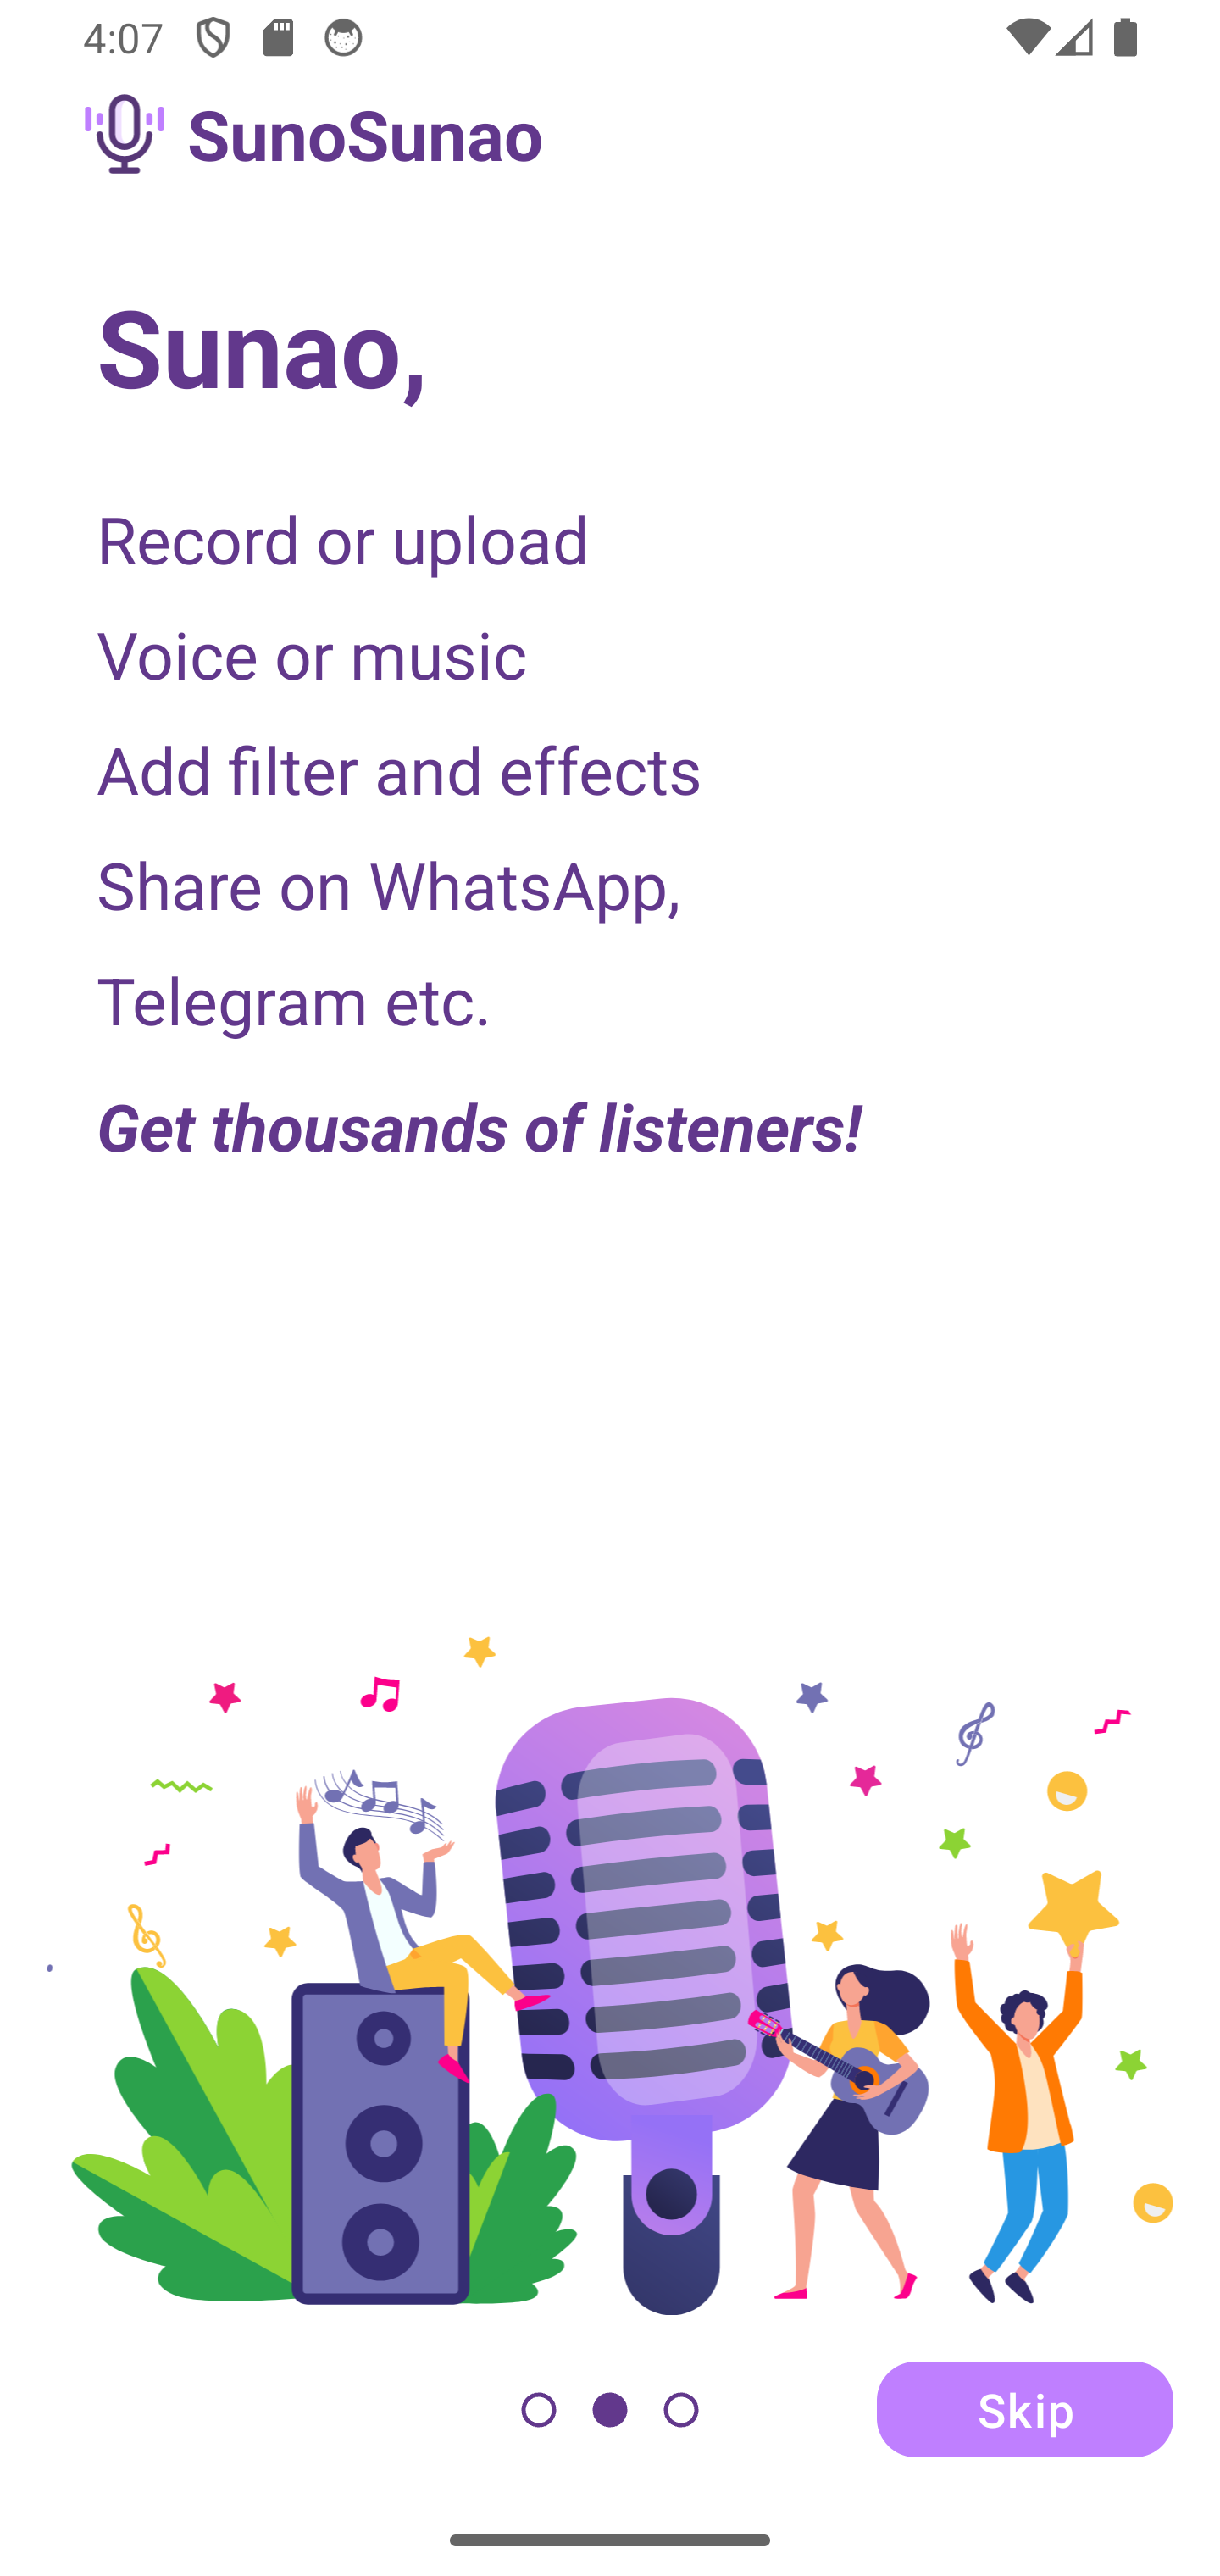 4:07
SunoSunao
Sunao,
Record or upload
Voice or music
Add filter and effects
Share on WhatsApp,
Telegram etc.
Get thousands of listeners!
Skip